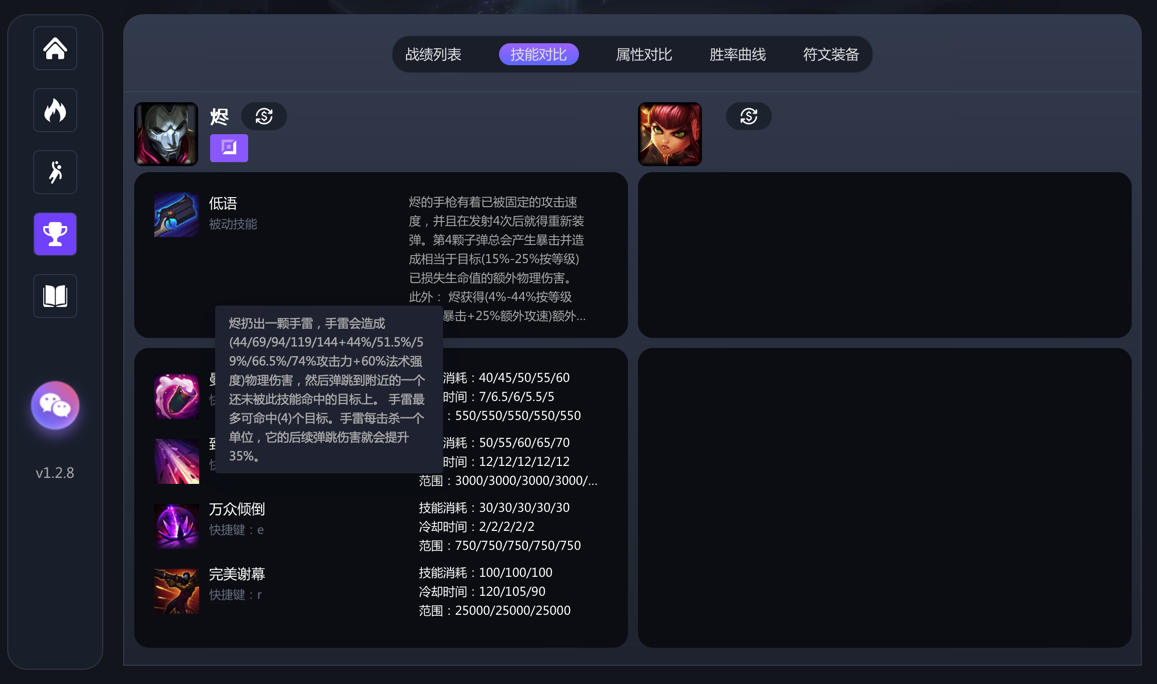 战绩列表
技能对比
属性对比
胜率曲线
符文装备
烬
低语
被动技能
烬的手枪有着已被固定的攻击速
度，并且在发射4次后就得重新装
弹。第4颗子弹总会产生暴击并造
成相当于目标(15%-25%按等级)
已损失生命值的额外物理伤害。
此外： 烬获得(4%-44%按等级
暴击+25%额外攻速)额外...
烬扔出一颗手雷，手雷会造成
(44/69/94/119/144+44%/51.5%/5
9%/66.5%/74%攻击力+60%法术强
度)物理伤害，然后弹跳到附近的一个
还未被此技能命中的目标上。 手雷最
多可命中(4)个目标。手雷每击杀一个
单位，它的后续弹跳伤害就会提升
35%。
消耗：40/45/50/55/60
时间：7/6.5/6/5.5/5
：550/550/550/550/550
消耗：50/55/60/65/70
时间：12/12/12/12/12
范围：3000/3000/3000/3000/...
万众倾倒
快捷键：e
技能消耗：30/30/30/30/30
冷却时间：2/2/2/2/2
范围：750/750/750/750/750
完美谢幕
快捷键：r
技能消耗：100/100/100
冷却时间：120/105/90
范围：25000/25000/25000
v1.2.8